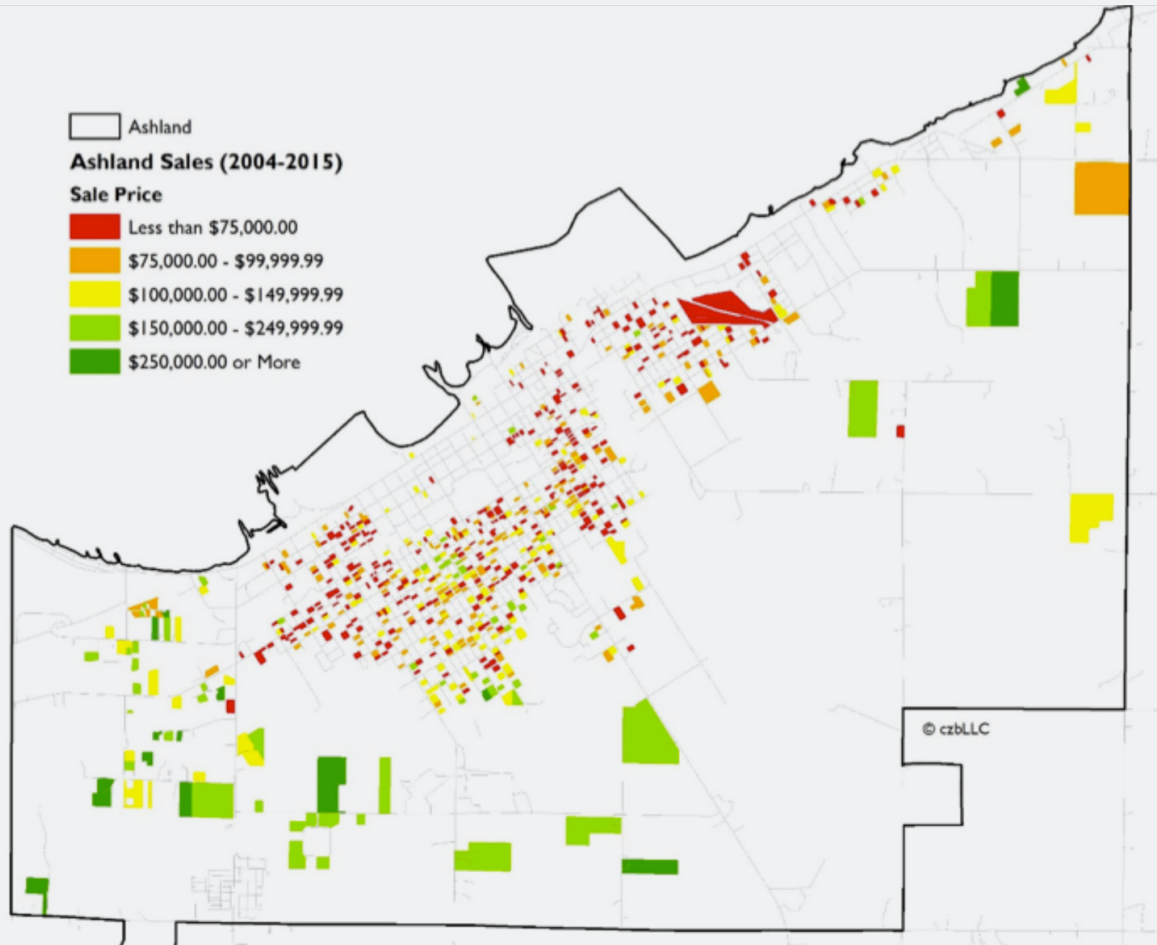 Ashland
Ashland Sales (2004-2015)
Sale Price
Less than $75,000.00
$75,000.00 - $99,999.99
$100,000.00 - $149,999.99
$150,000.00 - $249,999.99
$250,000.00 or More
© czbLLC